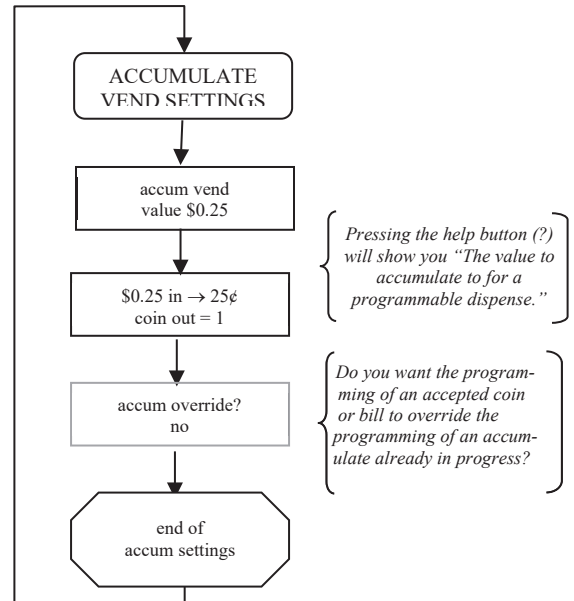 ACCUMULATE
VEND SETTINGS
accum vend
value $0.25
Pressing the help button (?)
will show you “The value to
accumulate to for a
programmable dispense.”
$0.25 in → 25¢
coin out = 1
Do you want the program-
ming of an accepted coin
or bill to override the
programming of an accum-
ulate already in progress?
accum override?
no
end of
accum settings